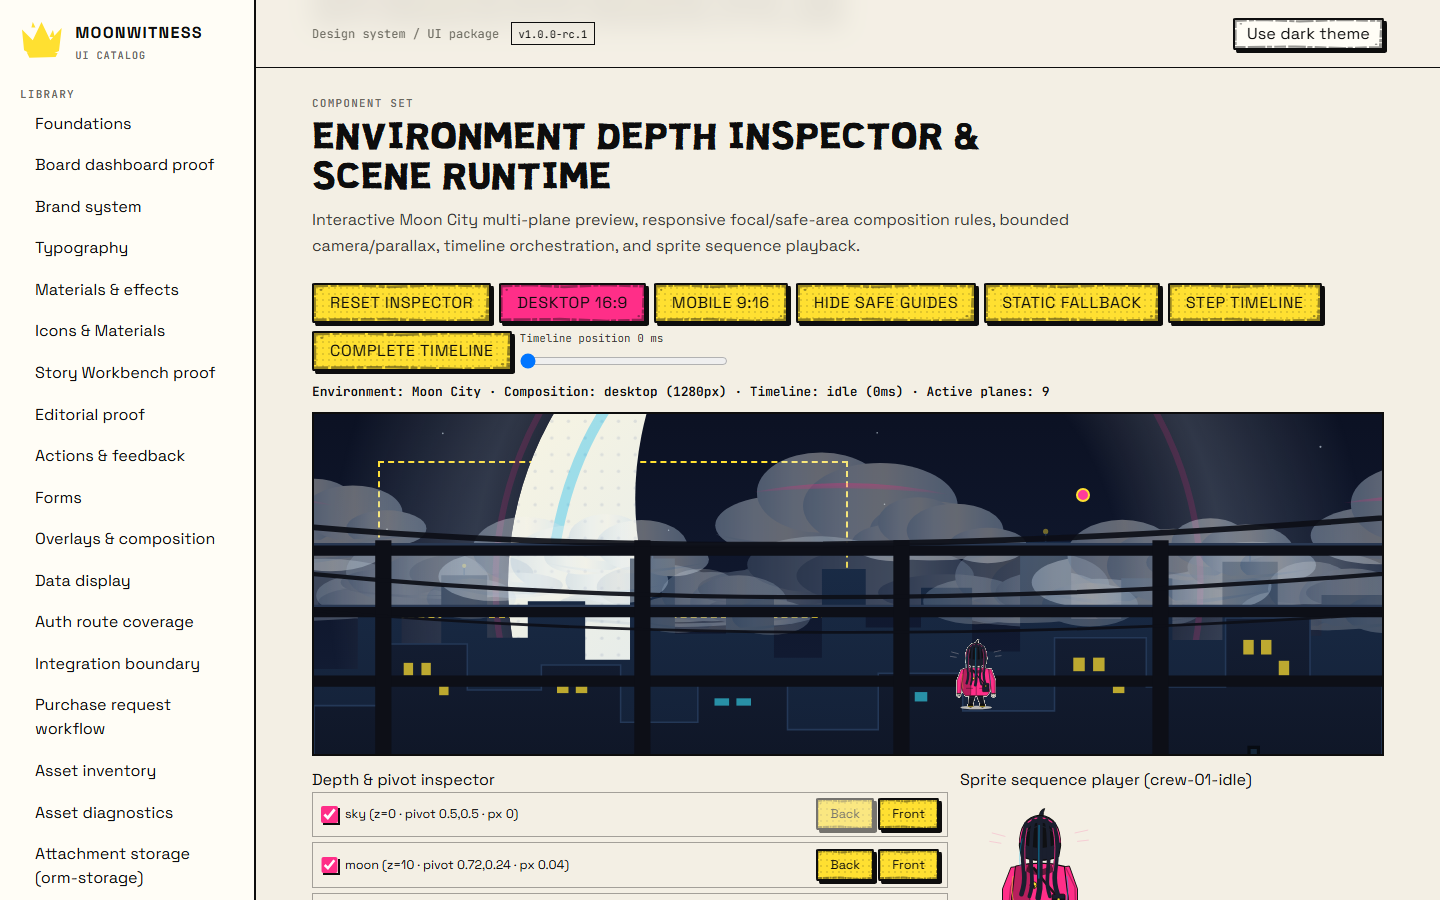 MOONWITNESS
UI CATALOG
LIBRARY
Foundations
Board dashboard proof
Brand system
Typography
Materials & effects
Icons & Materials
Story Workbench proof
Editorial proof
Actions & feedback
Forms
Overlays & composition
Data display
Auth route coverage
Integration boundary
Purchase request
workflow
Asset inventory
Asset diagnostics
Attachment storage
(orm-storage)
Design system / UI package
v1.0.0-rc.1
Use dark theme
COMPONENT SET
ENVIRONMENT DEPTH INSPECTOR &
SCENE RUNTIME
Interactive Moon City multi-plane preview, responsive focal/safe-area composition rules, bounded
camera/parallax, timeline orchestration, and sprite sequence playback.
RESET INSPECTOR
DESKTOP 16:9
MOBILE 9:16
HIDE SAFE GUIDES
STATIC FALLBACK
STEP TIMELINE
COMPLETE TIMELINE
Timeline position 0 ms
Environment: Moon City · Composition: desktop (1280px) · Timeline: idle (0ms) · Active planes: 9
Depth & pivot inspector
sky (z=0 · pivot 0.5,0.5 · px 0)
Back
Front
moon (z=10 · pivot 0.72,0.24 · px 0.04)
Back
Front
Sprite sequence player (crew-01-idle)